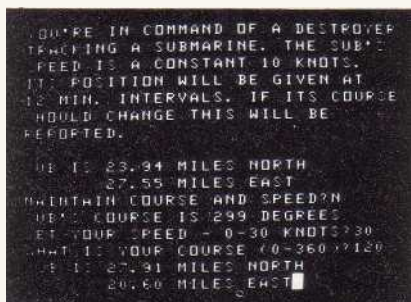 YOU'RE IN COMMAND OF A DESTROYER
TRACKING A SUBMARINE. THE SUB'S
SPEED IS A CONSTANT 10 KNOTS.
ITS POSITION WILL BE GIVEN AT
12 MIN. INTERVALS. IF ITS COURSE
SHOULD CHANGE THIS WILL BE
REPORTED.
SUB IS 23.94 MILES NORTH
27.55 MILES EAST
MAINTAIN COURSE AND SPEED?N
SUB'S COURSE IS 299 DEGREES
SET YOUR SPEED - 0-30 KNOTS?30
WHAT IS YOUR COURSE (0-360)?120
SUB IS 27.91 MILES NORTH
20.60 MILES EAST